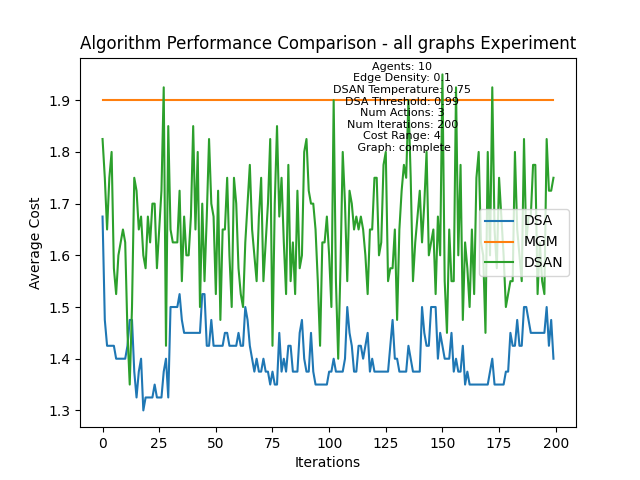 Algorithm Performance Comparison - all graphs Experiment
Agents: 10
Edge Density: 0.1
DSAN Temperature: 0.75
DSA Threshold: 0.99
Num Actions: 3
Num Iterations: 200
Cost Range: 4
Graph: complete
1.9
1.8
1.7
1.6
1.5
1.4
1.3
Average Cost
DSA
MGM
DSAN
0 25 50 75 100 125 150 175 200
Iterations